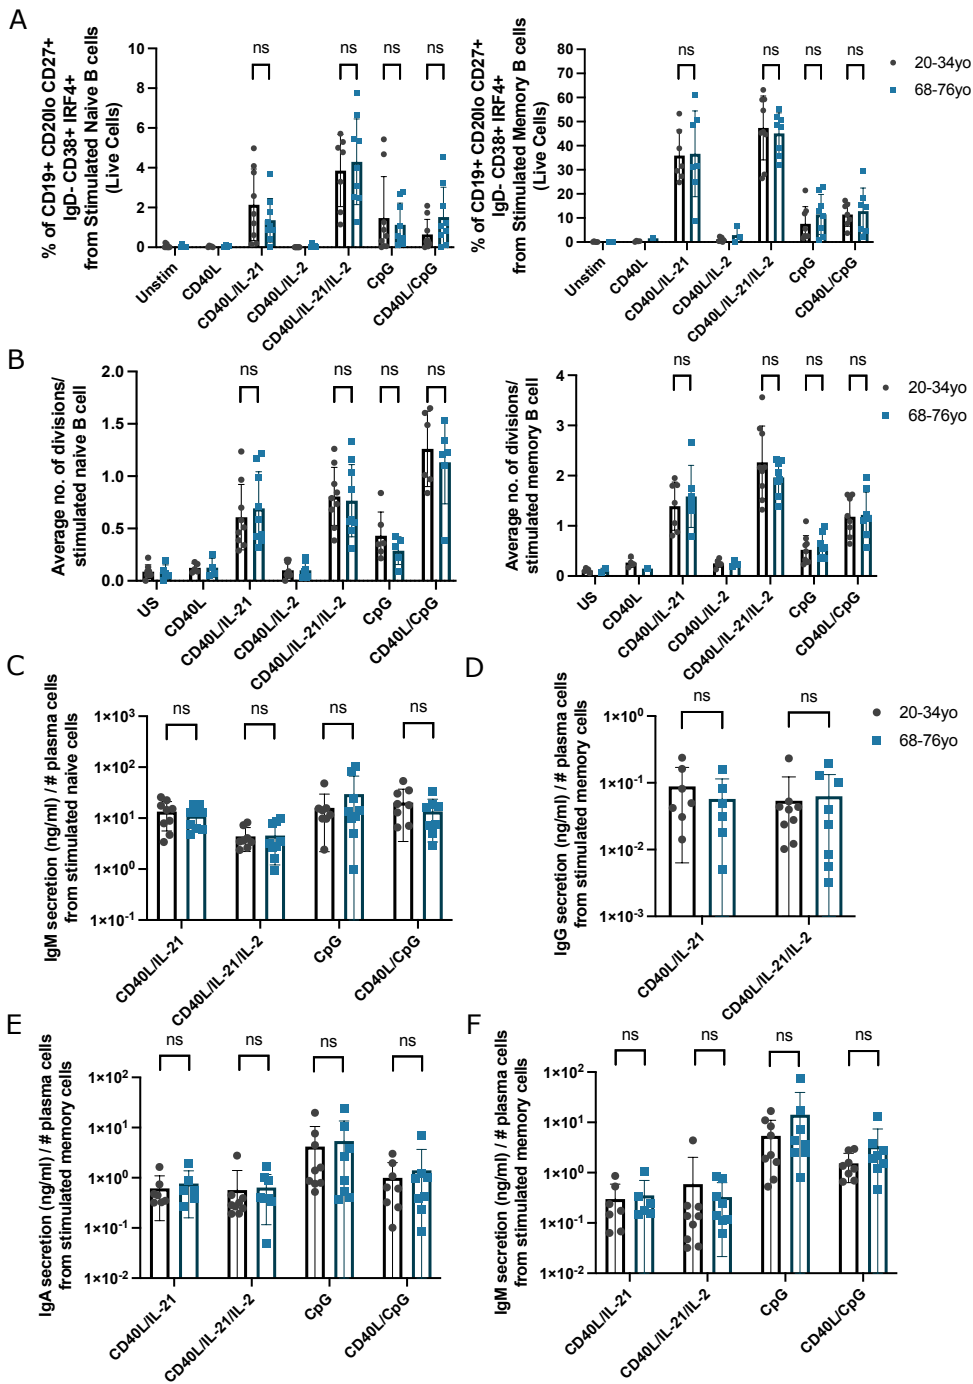 A
% of CD19+ CD20lo CD27+
IgD- CD38+ IRF4+
from Stimulated Naive B cells
(Live Cells)
10
8
6
4
2
0
ns
ns
ns
ns
Unstim
CD40L
CD40L/IL-21
CD40L/IL-2
CD40L/IL-21/IL-2
CpG
CD40L/CpG
% of CD19+ CD20lo CD27+
IgD- CD38+ IRF4+
from Stimulated Memory B cells
(Live Cells)
80
70
60
50
40
30
20
10
0
ns
ns
ns
ns
Unstim
CD40L
CD40L/IL-21
CD40L/IL-2
CD40L/IL-21/IL-2
CpG
CD40L/CpG
20-34yo
68-76yo
B
Average no. of divisions/
stimulated naive B cell
2.0
1.5
1.0
0.5
0.0
ns
ns
ns
ns
US
CD40L
CD40L/IL-21
CD40L/IL-2
CD40L/IL-21/IL-2
CpG
CD40L/CpG
Average no. of divisions/
stimulated memory B cell
4
3
2
1
0
ns
ns
ns
ns
US
CD40L
CD40L/IL-21
CD40L/IL-2
CD40L/IL-21/IL-2
CpG
CD40L/CpG
20-34yo
68-76yo
C
IgM secretion (ng/ml) / # plasma cells
from stimulated naive cells
1×10³
1×10²
1×10¹
1×10⁰
1×10⁻¹
ns
ns
ns
ns
CD40L/IL-21
CD40L/IL-21/IL-2
CpG
CD40L/CpG
D
IgG secretion (ng/ml) / # plasma cells
from stimulated memory cells
1×10⁰
1×10⁻¹
1×10⁻²
1×10⁻³
ns
ns
CD40L/IL-21
CD40L/IL-21/IL-2
20-34yo
68-76yo
E
IgA secretion (ng/ml) / # plasma cells
from stimulated memory cells
1×10²
1×10¹
1×10⁰
1×10⁻¹
1×10⁻²
ns
ns
ns
ns
CD40L/IL-21
CD40L/IL-21/IL-2
CpG
CD40L/CpG
F
IgM secretion (ng/ml) / # plasma cells
from stimulated memory cells
1×10²
1×10¹
1×10⁰
1×10⁻¹
1×10⁻²
ns
ns
ns
ns
CD40L/IL-21
CD40L/IL-21/IL-2
CpG
CD40L/CpG